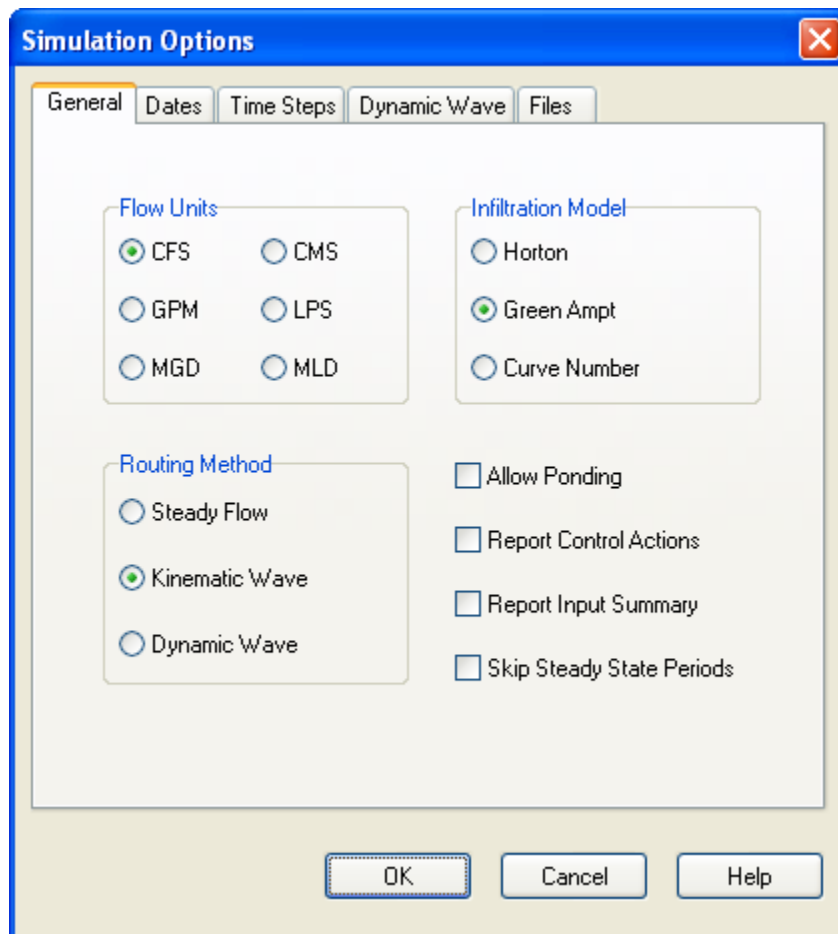 Simulation Options
General Dates Time Steps Dynamic Wave Files
Flow Units
CFS CMS
GPM LPS
MGD MLD
Infiltration Model
Horton
Green Ampt
Curve Number
Routing Method
Steady Flow
Kinematic Wave
Dynamic Wave
Allow Ponding
Report Control Actions
Report Input Summary
Skip Steady State Periods
OK Cancel Help